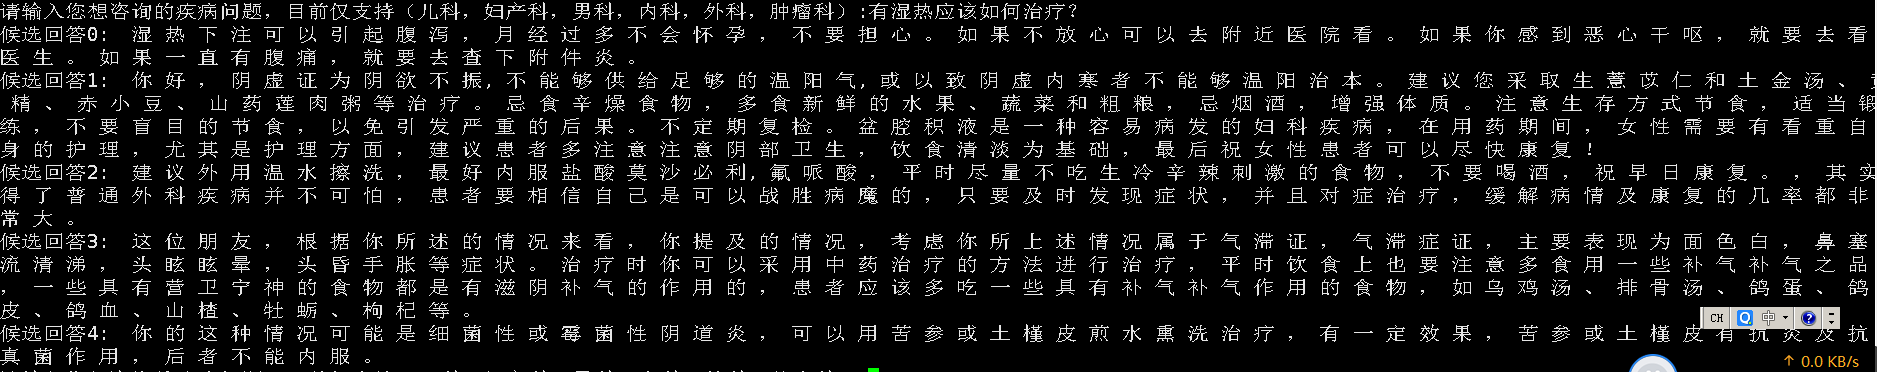 请输入您想咨询的疾病问题，目前仅支持（儿科，妇产科，男科，内科，外科，肿瘤科）:有湿热应该如何治疗？
候选回答0: 湿 热 下 注 可 以 引 起 腹 泻 ， 月 经 过 多 不 会 怀 孕 ， 不 要 担 心 。 如 果 不 放 心 可 以 去 附 近 医 院 看 。 如 果 你 感 到 恶 心 干 呕 ， 就 要 去 看
医 生 。 如 果 一 直 有 腹 痛 ， 就 要 去 查 下 附 件 炎 。
候选回答1: 你 好 ， 阴 虚 证 为 阴 欲 不 振, 不 能 够 供 给 足 够 的 温 阳 气, 或 以 致 阴 虚 内 寒 者 不 能 够 温 阳 治 本 。 建 议 您 采 取 生 薏 苡 仁 和 土 金 汤 、
精 、 赤 小 豆 、 山 药 莲 肉 粥 等 治 疗 。 忌 食 辛 燥 食 物 ， 多 食 新 鲜 的 水 果 、 蔬 菜 和 粗 粮 ， 忌 烟 酒 ， 增 强 体 质 。 注 意 生 存 方 式 节 食 ， 适 当 锻
练 ， 不 要 盲 目 的 节 食 ， 以 免 引 发 严 重 的 后 果 。 不 定 期 复 检 。 盆 腔 积 液 是 一 种 容 易 病 发 的 妇 科 疾 病 ， 在 用 药 期 间 ， 女 性 需 要 有 看 重 自
身 的 护 理 ， 尤 其 是 护 理 方 面 ， 建 议 患 者 多 注 意 注 意 阴 部 卫 生 ， 饮 食 清 淡 为 基 础 ， 最 后 祝 女 性 患 者 可 以 尽 快 康 复 ！
候选回答2: 建 议 外 用 温 水 擦 洗 ， 最 好 内 服 盐 酸 莫 沙 必 利, 氟 哌 酸 ， 平 时 尽 量 不 吃 生 冷 辛 辣 刺 激 的 食 物 ， 不 要 喝 酒 ， 祝 早 日 康 复 。 ， 其 实
得 了 普 通 外 科 疾 病 并 不 可 怕 ， 患 者 要 相 信 自 己 是 可 以 战 胜 病 魔 的 ， 只 要 及 时 发 现 症 状 ， 并 且 对 症 治 疗 ， 缓 解 病 情 及 康 复 的 几 率 都 非
常 大 。
候选回答3: 这 位 朋 友 ， 根 据 你 所 述 的 情 况 来 看 ， 你 提 及 的 情 况 ， 考 虑 你 所 上 述 情 况 属 于 气 滞 证 ， 气 滞 症 证 ， 主 要 表 现 为 面 色 白 ， 鼻 塞
流 清 涕 ， 头 眩 眩 晕 ， 头 昏 手 胀 等 症 状 。 治 疗 时 你 可 以 采 用 中 药 治 疗 的 方 法 进 行 治 疗 ， 平 时 饮 食 上 也 要 注 意 多 食 用 一 些 补 气 补 气 之 品
， 一 些 具 有 营 卫 宁 神 的 食 物 都 是 有 滋 阴 补 气 的 作 用 的 ， 患 者 应 该 多 吃 一 些 具 有 补 气 补 气 作 用 的 食 物 ， 如 乌 鸡 汤 、 排 骨 汤 、 鸽 蛋 、 鸽
皮 、 鸽 血 、 山 楂 、 牡 蛎 、 枸 杞 等 。
候选回答4: 你 的 这 种 情 况 可 能 是 细 菌 性 或 霉 菌 性 阴 道 炎 ， 可 以 用 苦 参 或 土 槿 皮 煎 水 熏 洗 治 疗 ， 有 一 定 效 果 ， 苦 参 或 土 槿 皮 有 抗 炎 及 抗
真 菌 作 用 ， 后 者 不 能 内 服 。
CH 中
↑ 0.0 KB/s